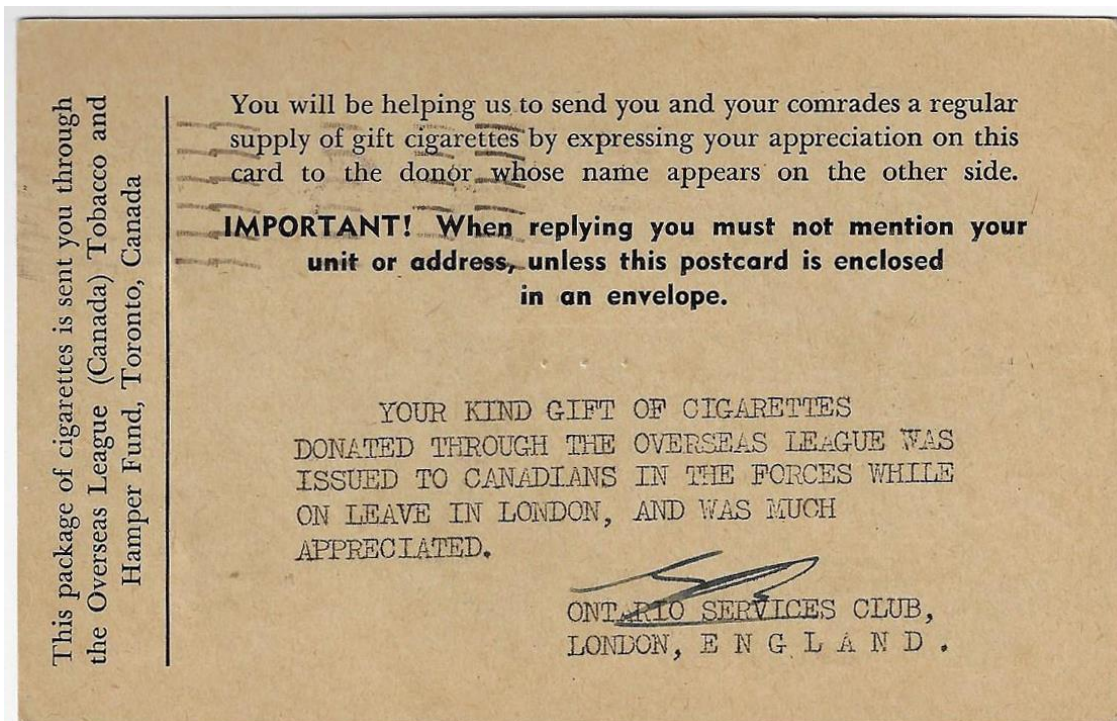 This package of cigarettes is sent you through
the Overseas League (Canada) Tobacco and
Hamper Fund, Toronto, Canada
You will be helping us to send you and your comrades a regular
supply of gift cigarettes by expressing your appreciation on this
card to the donor whose name appears on the other side.
IMPORTANT! When replying you must not mention your
unit or address, unless this postcard is enclosed
in an envelope.
YOUR KIND GIFT OF CIGARETTES
DONATED THROUGH THE OVERSEAS LEAGUE WAS
ISSUED TO CANADIANS IN THE FORCES WHILE
ON LEAVE IN LONDON, AND WAS MUCH
APPRECIATED.
ONTARIO SERVICES CLUB,
LONDON, E N G L A N D .